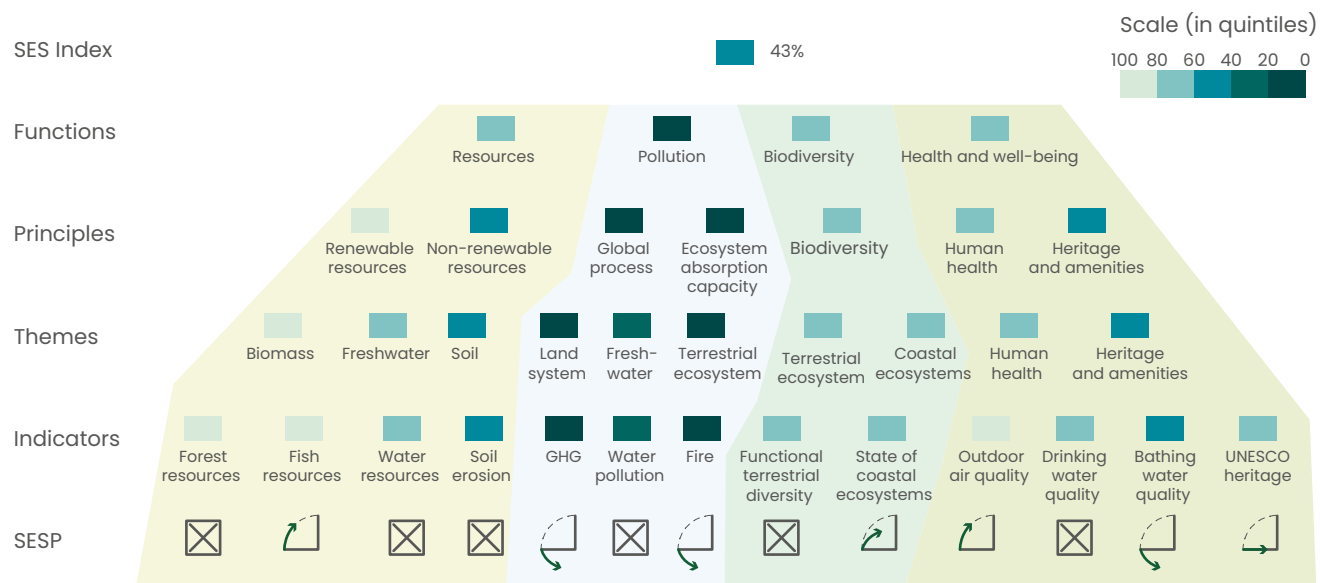 Scale (in quintiles)
100 80 60 40 20 0
SES Index
43%
Functions
Resources
Pollution
Biodiversity
Health and well-being
Principles
Renewable
resources
Non-renewable
resources
Global
process
Ecosystem
absorption
capacity
Biodiversity
Human
health
Heritage
and amenities
Themes
Biomass
Freshwater
Soil
Land
system
Fresh-
water
Terrestrial
ecosystem
Terrestrial
ecosystem
Coastal
ecosystems
Human
health
Heritage
and amenities
Indicators
Forest
resources
Fish
resources
Water
resources
Soil
erosion
GHG
Water
pollution
Fire
Functional
terrestrial
diversity
State of
coastal
ecosystems
Outdoor
air quality
Drinking
water
quality
Bathing
water
quality
UNESCO
heritage
SESP